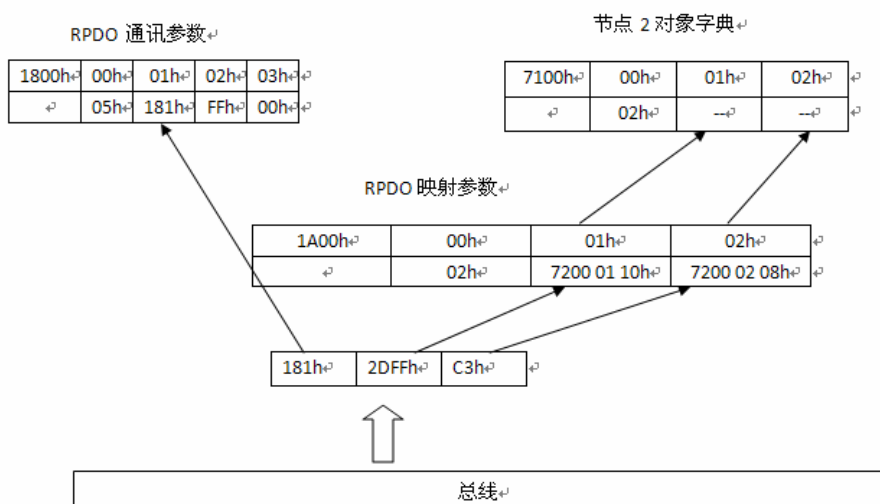 RPDO 通讯参数
节点 2 对象字典
1800h 00h 01h 02h 03h
05h 181h FFh 00h
7100h 00h 01h 02h
02h -- --
RPDO 映射参数
1A00h 00h 01h 02h
02h 7200 01 10h 7200 02 08h
181h 2DFFh C3h
总线